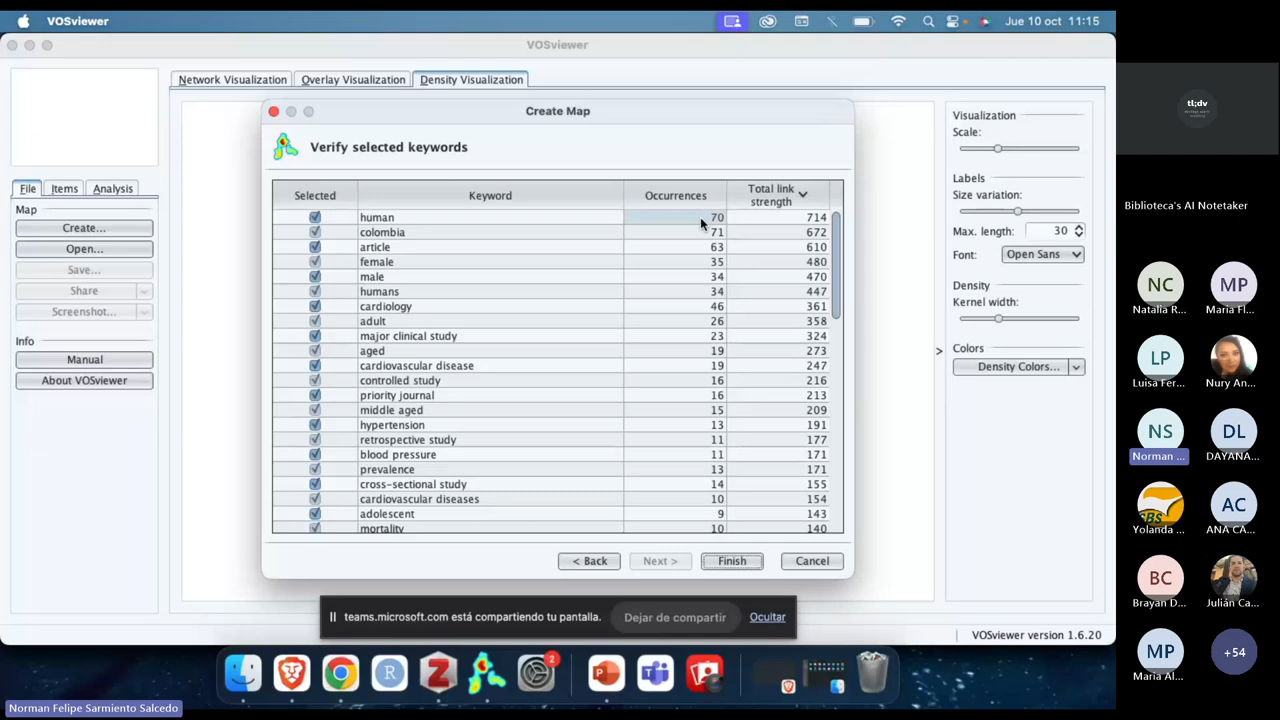 VOSviewer
Jue 10 oct 11:15
VOSviewer
Network Visualization Overlay Visualization Density Visualization
Create Map
Verify selected keywords
Selected Keyword Occurrences Total link strength
human 70 714
colombia 71 672
article 63 610
female 35 480
male 34 470
humans 34 447
cardiology 46 361
adult 26 358
major clinical study 23 324
aged 19 273
cardiovascular disease 19 247
controlled study 16 216
priority journal 16 213
middle aged 15 209
hypertension 13 191
retrospective study 11 177
blood pressure 11 171
prevalence 13 171
cross-sectional study 14 155
cardiovascular diseases 10 154
adolescent 9 143
mortality 10 140
< Back Next > Finish Cancel
File Items Analysis
Map
Create...
Open...
Save...
Share
Screenshot...
Info
Manual
About VOSviewer
Visualization
Scale:
Labels
Size variation:
Max. length: 30
Font: Open Sans
Density
Kernel width:
>
Colors
Density Colors...
teams.microsoft.com está compartiendo tu pantalla. Dejar de compartir Ocultar
VOSviewer version 1.6.20
2
Norman Felipe Sarmiento Salcedo
tl;dv
Biblioteca's AI Notetaker
NC MP
Natalia R... Maria Fl...
LP
Luisa Fer... Nury An...
NS DL
Norman ... DAYANA...
SBS AC
Yolanda ... ANA CA...
BC
Brayan D... Julián Ca...
MP +54
Maria Al...